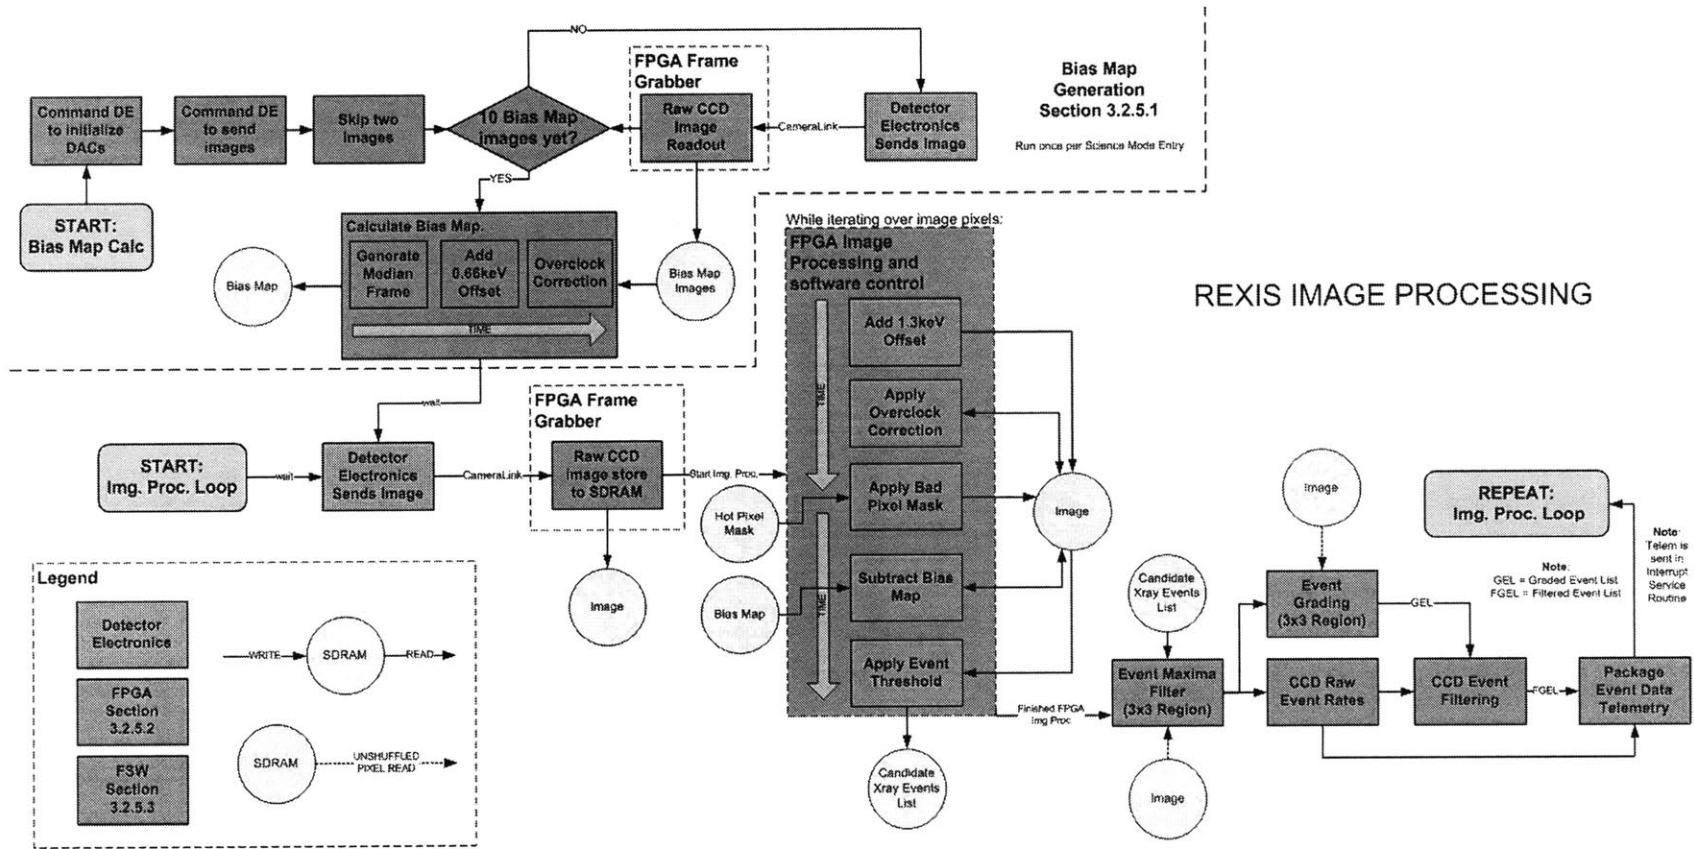 NO
FPGA Frame
Grabber
Bias Map
Generation
Section 3.2.5.1
Run once per Science Mode Entry
Command DE
to initialize
DACs
Command DE
to send
images
Skip two
Images
10 Bias Map
images yet?
Raw CCD
Image
Readout
CameraLink
Detector
Electronics
Sends Image
YES
START:
Bias Map Calc
Calculate Bias Map.
Generate
Median
Frame
Add
0.66keV
Offset
Overclock
Correction
TIME
Bias Map
Bias Map
Images
While iterating over image pixels:
FPGA Image
Processing and
software control
TIME
Add 1.3keV
Offset
Apply
Overclock
Correction
Apply Bad
Pixel Mask
TIME
Subtract Bias
Map
Apply Event
Threshold
Image
REXIS IMAGE PROCESSING
wait
FPGA Frame
Grabber
START:
Img. Proc. Loop
wait
Detector
Electronics
Sends Image
CameraLink
Raw CCD
image store
to SDRAM
Start Img. Proc.
Hot Pixel
Mask
Bias Map
Image
Candidate
Xray Events
List
Finished FPGA
Img Proc
Candidate
Xray Events
List
Event Maxima
Filter
(3x3 Region)
Image
Image
Event
Grading
(3x3 Region)
GEL
CCD Raw
Event Rates
CCD Event
Filtering
FGEL
Package
Event Data
Telemetry
REPEAT:
Img. Proc. Loop
Note:
GEL = Graded Event List
FGEL = Filtered Event List
Note:
Telem is
sent in
Interrupt
Service
Routine
Legend
Detector
Electronics
FPGA
Section
3.2.5.2
FSW
Section
3.2.5.3
WRITE
SDRAM
READ
SDRAM
UNSHUFFLED
PIXEL READ